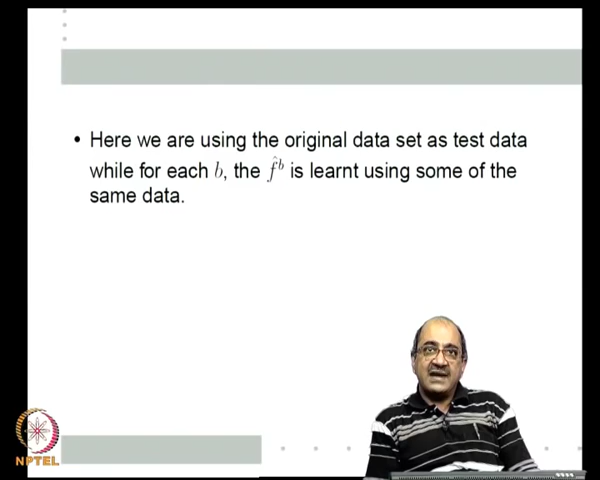 • Here we are using the original data set as test data
while for each b, the f̂ᵇ is learnt using some of the
same data.
NPTEL